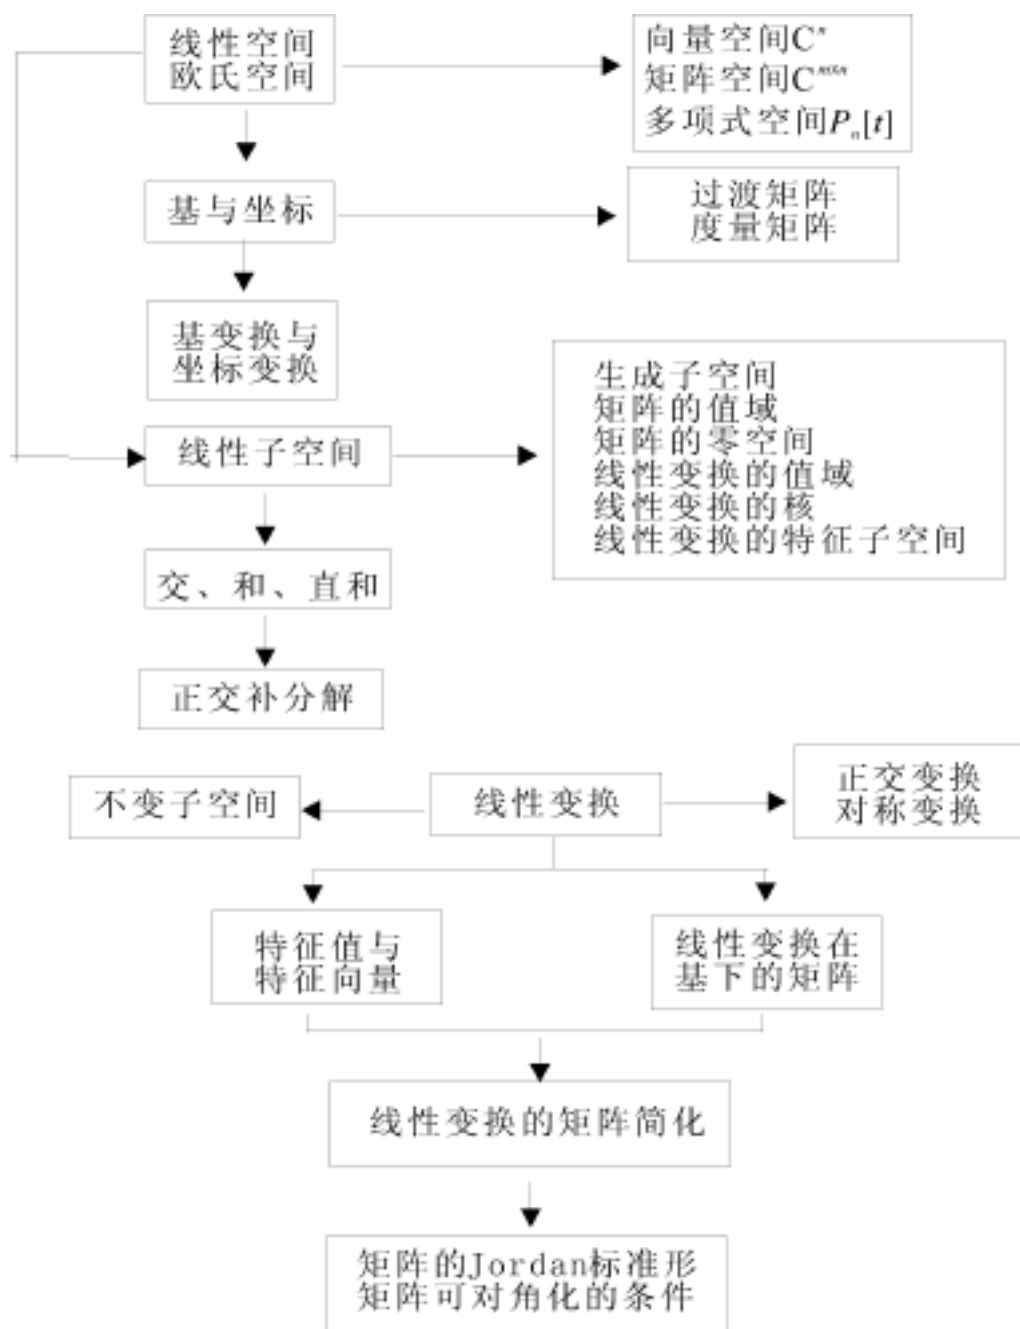 线性空间
欧氏空间
向量空间Cⁿ
矩阵空间Cᵐˣⁿ
多项式空间Pₙ[t]
基与坐标
过渡矩阵
度量矩阵
基变换与
坐标变换
生成子空间
矩阵的值域
矩阵的零空间
线性变换的值域
线性变换的核
线性变换的特征子空间
线性子空间
交、和、直和
正交补分解
不变子空间
线性变换
正交变换
对称变换
特征值与
特征向量
线性变换在
基下的矩阵
线性变换的矩阵简化
矩阵的Jordan标准形
矩阵可对角化的条件